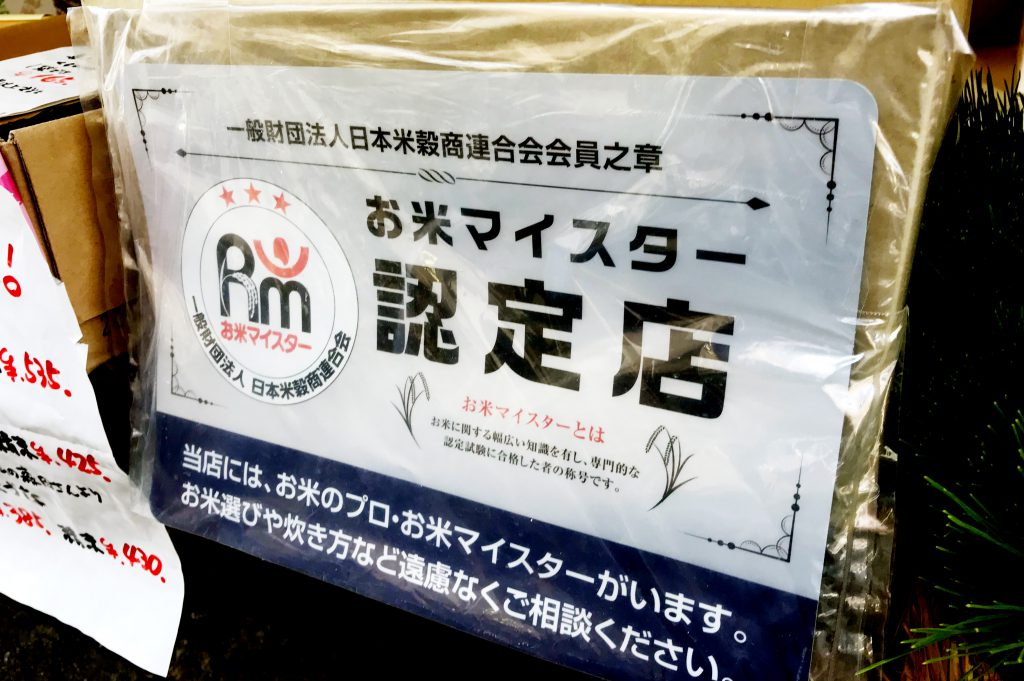 一般財団法人日本米穀商連合会会員之章
お米マイスター
認定店
Rm
お米マイスター
一般財団法人 日本米穀商連合会
お米マイスターとは
お米に関する幅広い知識を有し、専門的な
認定試験に合格した者の称号です。
当店には、お米のプロ・お米マイスターがいます。
お米選びや炊き方など遠慮なくご相談ください。